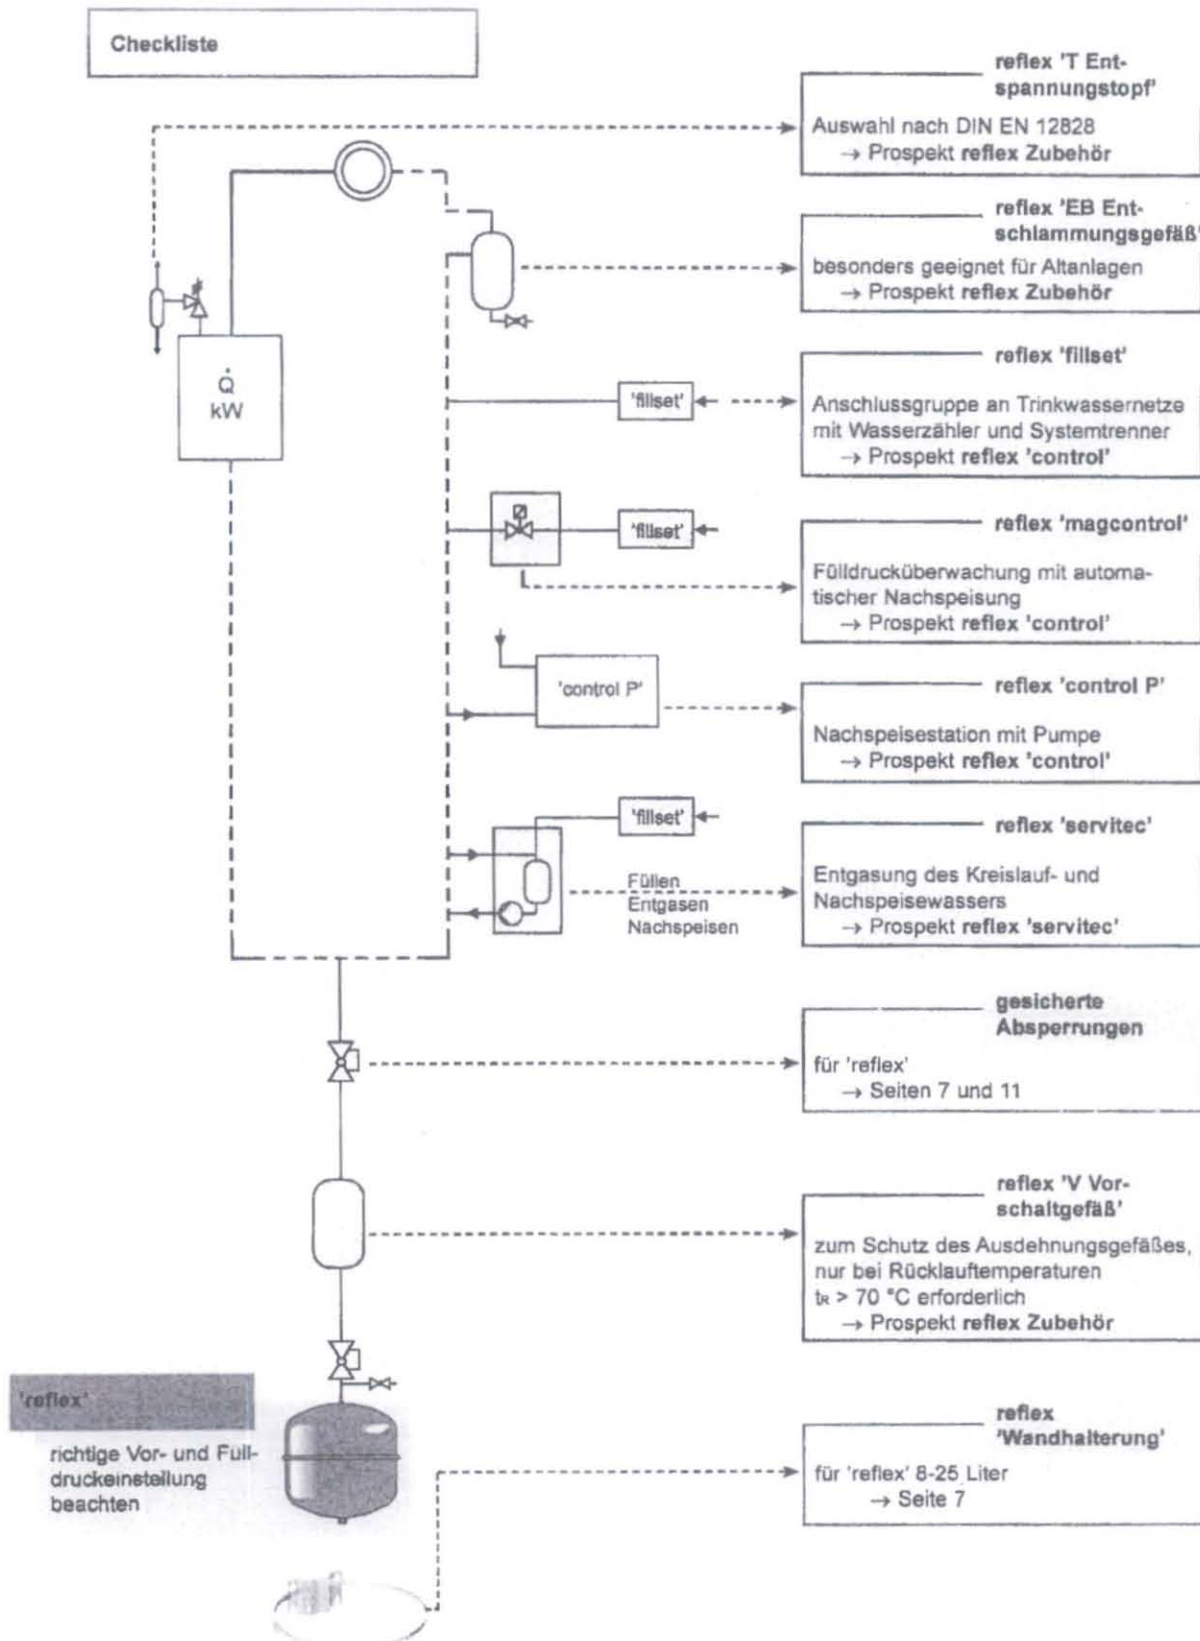 Checkliste
reflex 'T Ent-
spannungstopf'
Auswahl nach DIN EN 12828
→ Prospekt reflex Zubehör
reflex 'EB Ent-
schlammungsgefäß'
besonders geeignet für Altanlagen
→ Prospekt reflex Zubehör
Q̇
kW
'fillset'
reflex 'fillset'
Anschlussgruppe an Trinkwassernetze
mit Wasserzähler und Systemtrenner
→ Prospekt reflex 'control'
'fillset'
reflex 'magcontrol'
Fülldrucküberwachung mit automa-
tischer Nachspeisung
→ Prospekt reflex 'control'
'control P'
reflex 'control P'
Nachspeisestation mit Pumpe
→ Prospekt reflex 'control'
'fillset'
Füllen
Entgasen
Nachspeisen
reflex 'servitec'
Entgasung des Kreislauf- und
Nachspeisewassers
→ Prospekt reflex 'servitec'
gesicherte
Absperrungen
für 'reflex'
→ Seiten 7 und 11
reflex 'V Vor-
schaltgefäß'
zum Schutz des Ausdehnungsgefäßes,
nur bei Rücklauftemperaturen
tR > 70 °C erforderlich
→ Prospekt reflex Zubehör
'reflex'
richtige Vor- und Füll-
druckeinstellung
beachten
reflex
'Wandhalterung'
für 'reflex' 8-25 Liter
→ Seite 7